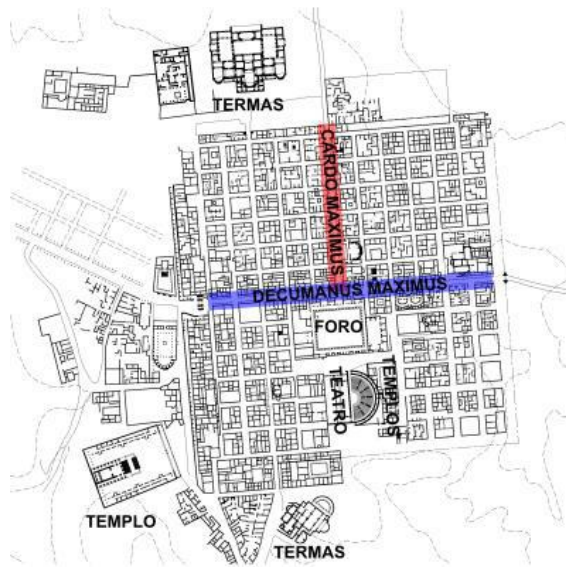 TERMAS
CARDO MAXIMUS
DECUMANUS MAXIMUS
FORO
TEATRO
TEMPLOS
TEMPLO
TERMAS